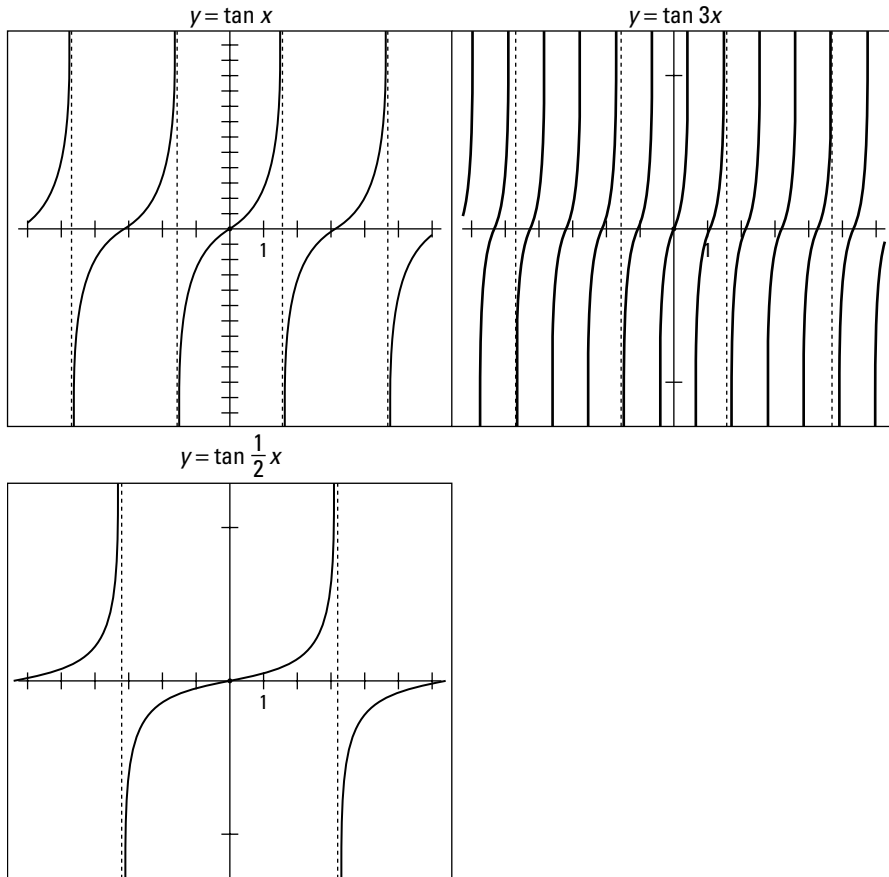 y = tan x
y = tan 3x
1
1
y = tan 1/2 x
1